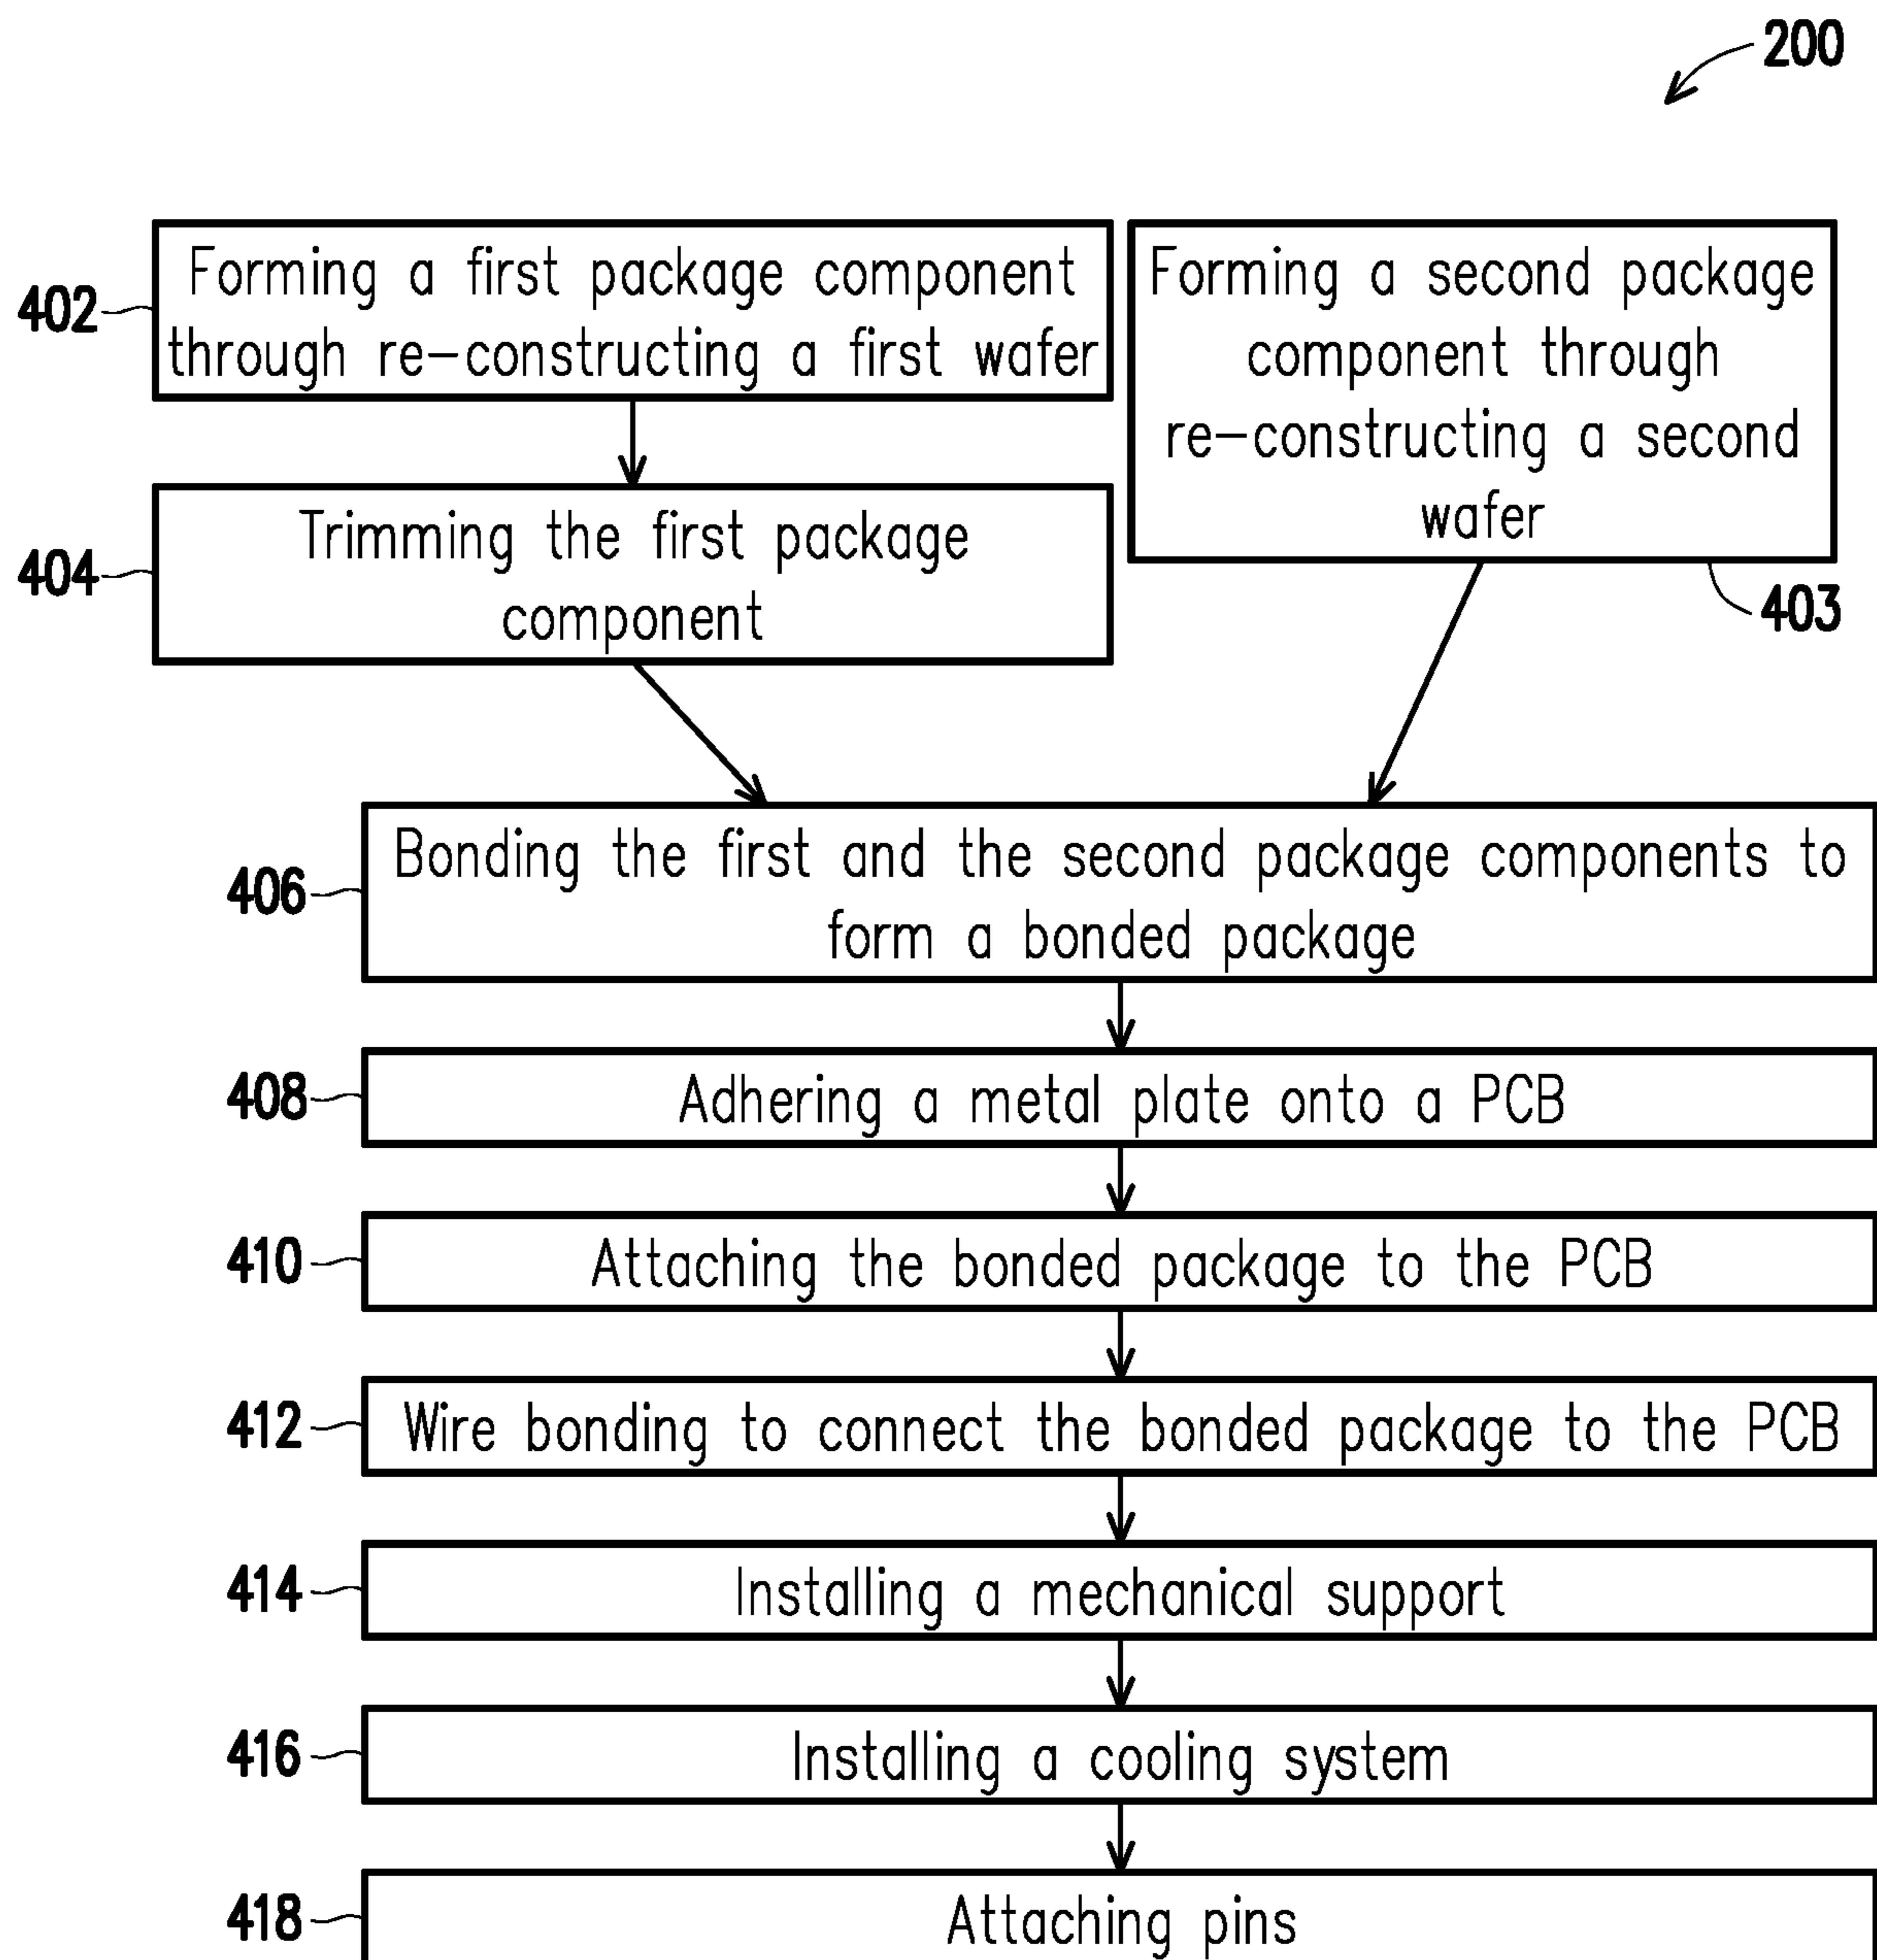 200
402
Forming a first package component
through re-constructing a first wafer
Forming a second package
component through
re-constructing a second
wafer
403
404
Trimming the first package
component
406
Bonding the first and the second package components to
form a bonded package
408
Adhering a metal plate onto a PCB
410
Attaching the bonded package to the PCB
412
Wire bonding to connect the bonded package to the PCB
414
Installing a mechanical support
416
Installing a cooling system
418
Attaching pins